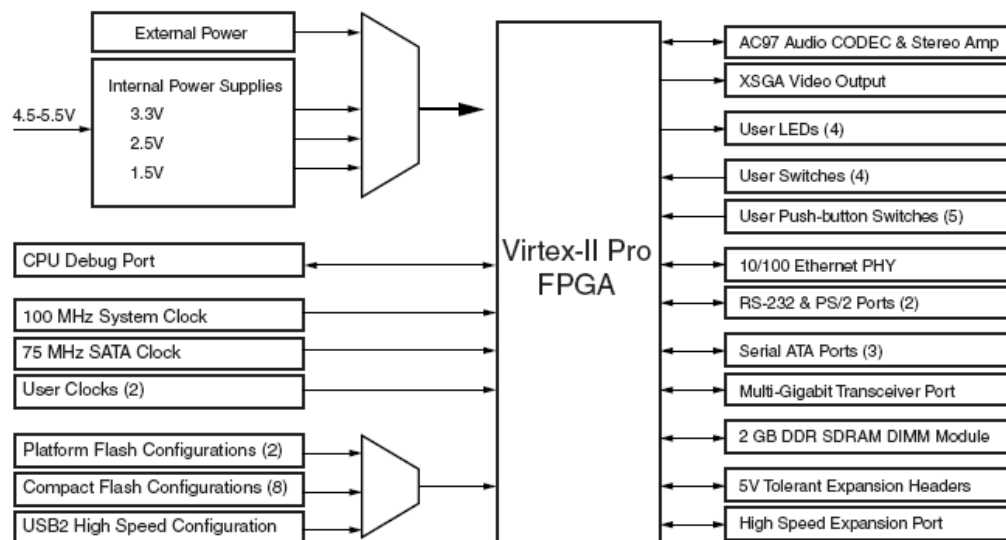 External Power
Internal Power Supplies
4.5-5.5V
3.3V
2.5V
1.5V
CPU Debug Port
100 MHz System Clock
75 MHz SATA Clock
User Clocks (2)
Platform Flash Configurations (2)
Compact Flash Configurations (8)
USB2 High Speed Configuration
Virtex-II Pro
FPGA
AC97 Audio CODEC & Stereo Amp
XSGA Video Output
User LEDs (4)
User Switches (4)
User Push-button Switches (5)
10/100 Ethernet PHY
RS-232 & PS/2 Ports (2)
Serial ATA Ports (3)
Multi-Gigabit Transceiver Port
2 GB DDR SDRAM DIMM Module
5V Tolerant Expansion Headers
High Speed Expansion Port